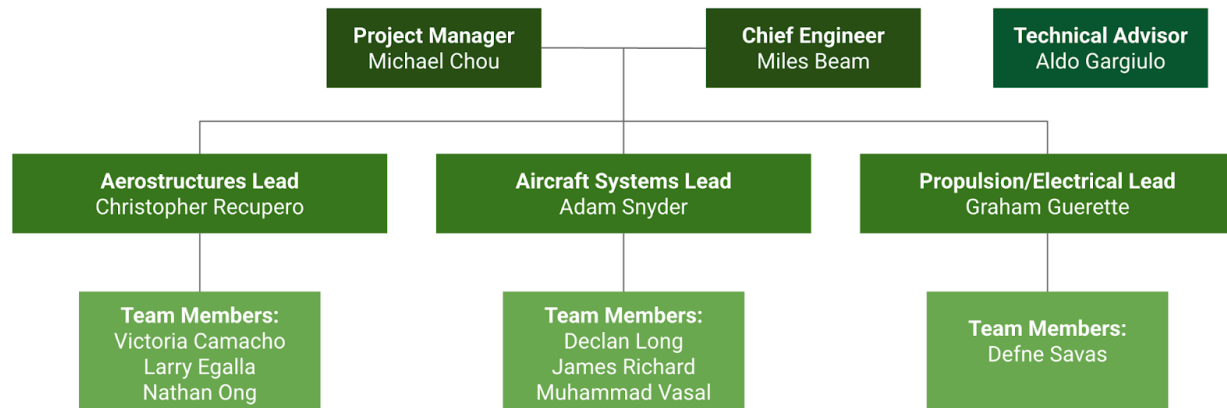 Project Manager
Michael Chou
Chief Engineer
Miles Beam
Technical Advisor
Aldo Gargiulo
Aerostructures Lead
Christopher Recupero
Aircraft Systems Lead
Adam Snyder
Propulsion/Electrical Lead
Graham Guerette
Team Members:
Victoria Camacho
Larry Egalla
Nathan Ong
Team Members:
Declan Long
James Richard
Muhammad Vasal
Team Members:
Defne Savas